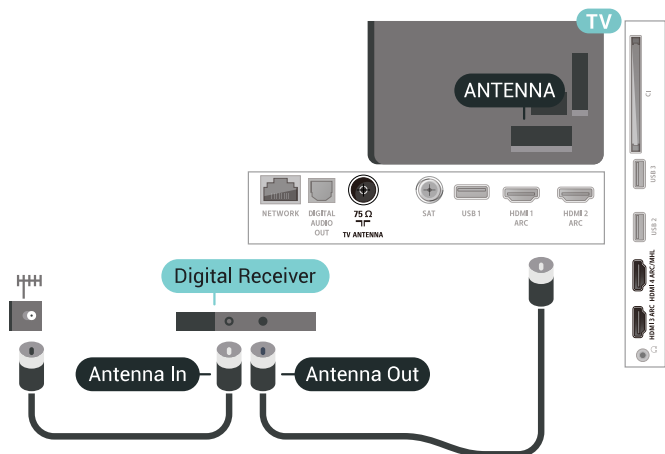 TV
ANTENNA
CI
USB 3
USB 2
HDMI 4 ARC/MHL
HDMI 3 ARC
NETWORK
DIGITAL
AUDIO
OUT
75 Ω
TV ANTENNA
SAT
USB 1
HDMI 1
ARC
HDMI 2
ARC
Digital Receiver
Antenna In
Antenna Out